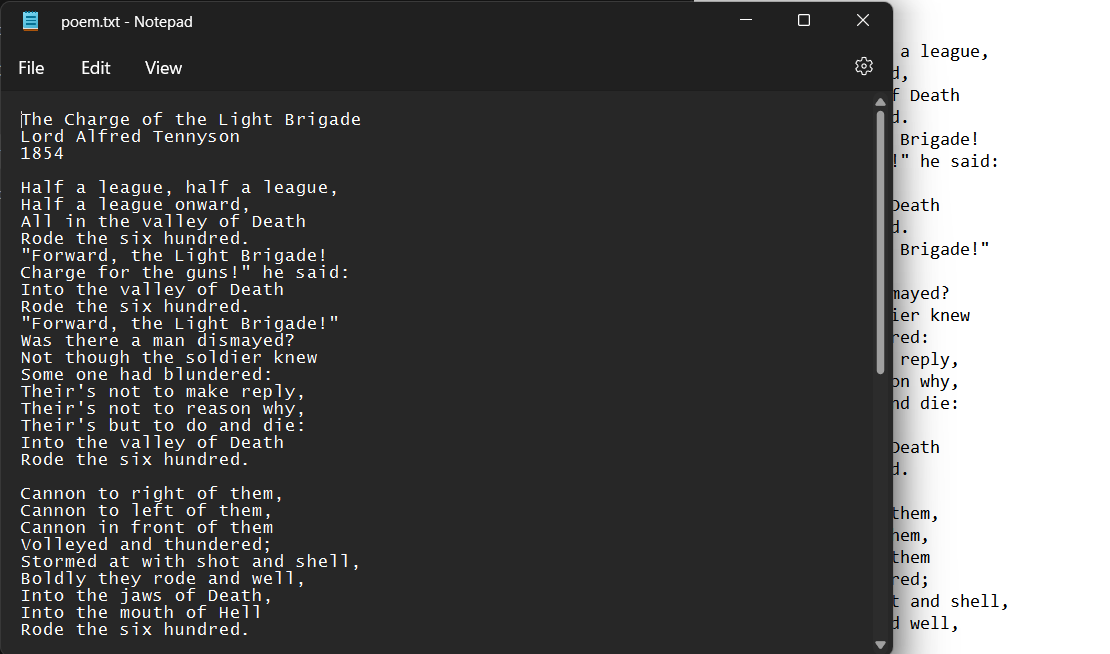 poem.txt - Notepad
File Edit View
The Charge of the Light Brigade
Lord Alfred Tennyson
1854
Half a league, half a league,
Half a league onward,
All in the valley of Death
Rode the six hundred.
"Forward, the Light Brigade!
Charge for the guns!" he said:
Into the valley of Death
Rode the six hundred.
"Forward, the Light Brigade!"
Was there a man dismayed?
Not though the soldier knew
Some one had blundered:
Their's not to make reply,
Their's not to reason why,
Their's but to do and die:
Into the valley of Death
Rode the six hundred.
Cannon to right of them,
Cannon to left of them,
Cannon in front of them
Volleyed and thundered;
Stormed at with shot and shell,
Boldly they rode and well,
Into the jaws of Death,
Into the mouth of Hell
Rode the six hundred.
a league,
Death
Brigade!
!" he said:
Death
Brigade!"
knew
reply,
why,
die:
Death
them,
them
and shell,
well,